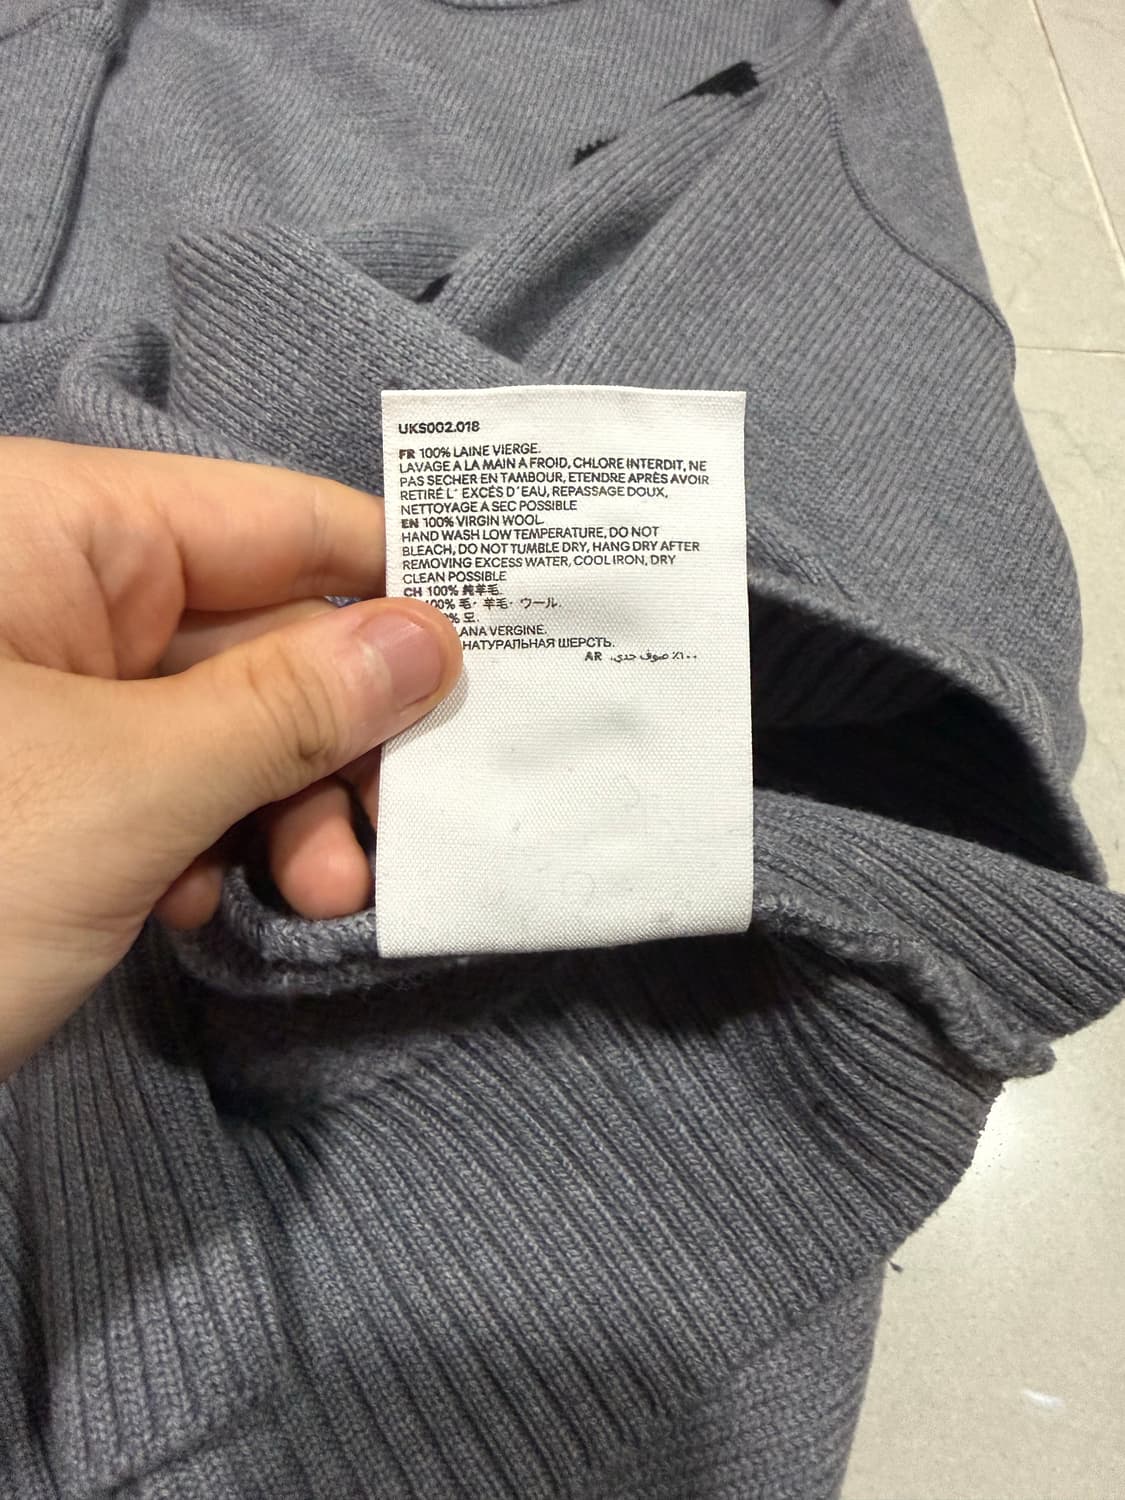 UKS002.018
FR 100% LAINE VIERGE.
LAVAGE A LA MAIN A FROID, CHLORE INTERDIT, NE
PAS SECHER EN TAMBOUR, ETENDRE APRÈS AVOIR
RETIRÉ L' EXCÉS D'EAU, REPASSAGE DOUX,
NETTOYAGE A SEC POSSIBLE
EN 100% VIRGIN WOOL.
HAND WASH LOW TEMPERATURE, DO NOT
BLEACH, DO NOT TUMBLE DRY, HANG DRY AFTER
REMOVING EXCESS WATER, COOL IRON, DRY
CLEAN POSSIBLE
CH 100% 純羊毛.
100% 毛・羊毛・ウール.
% 모.
LANA VERGINE.
НАТУРАЛЬНАЯ ШЕРСТЬ.
AR .١٠٠٪ صوف جدي